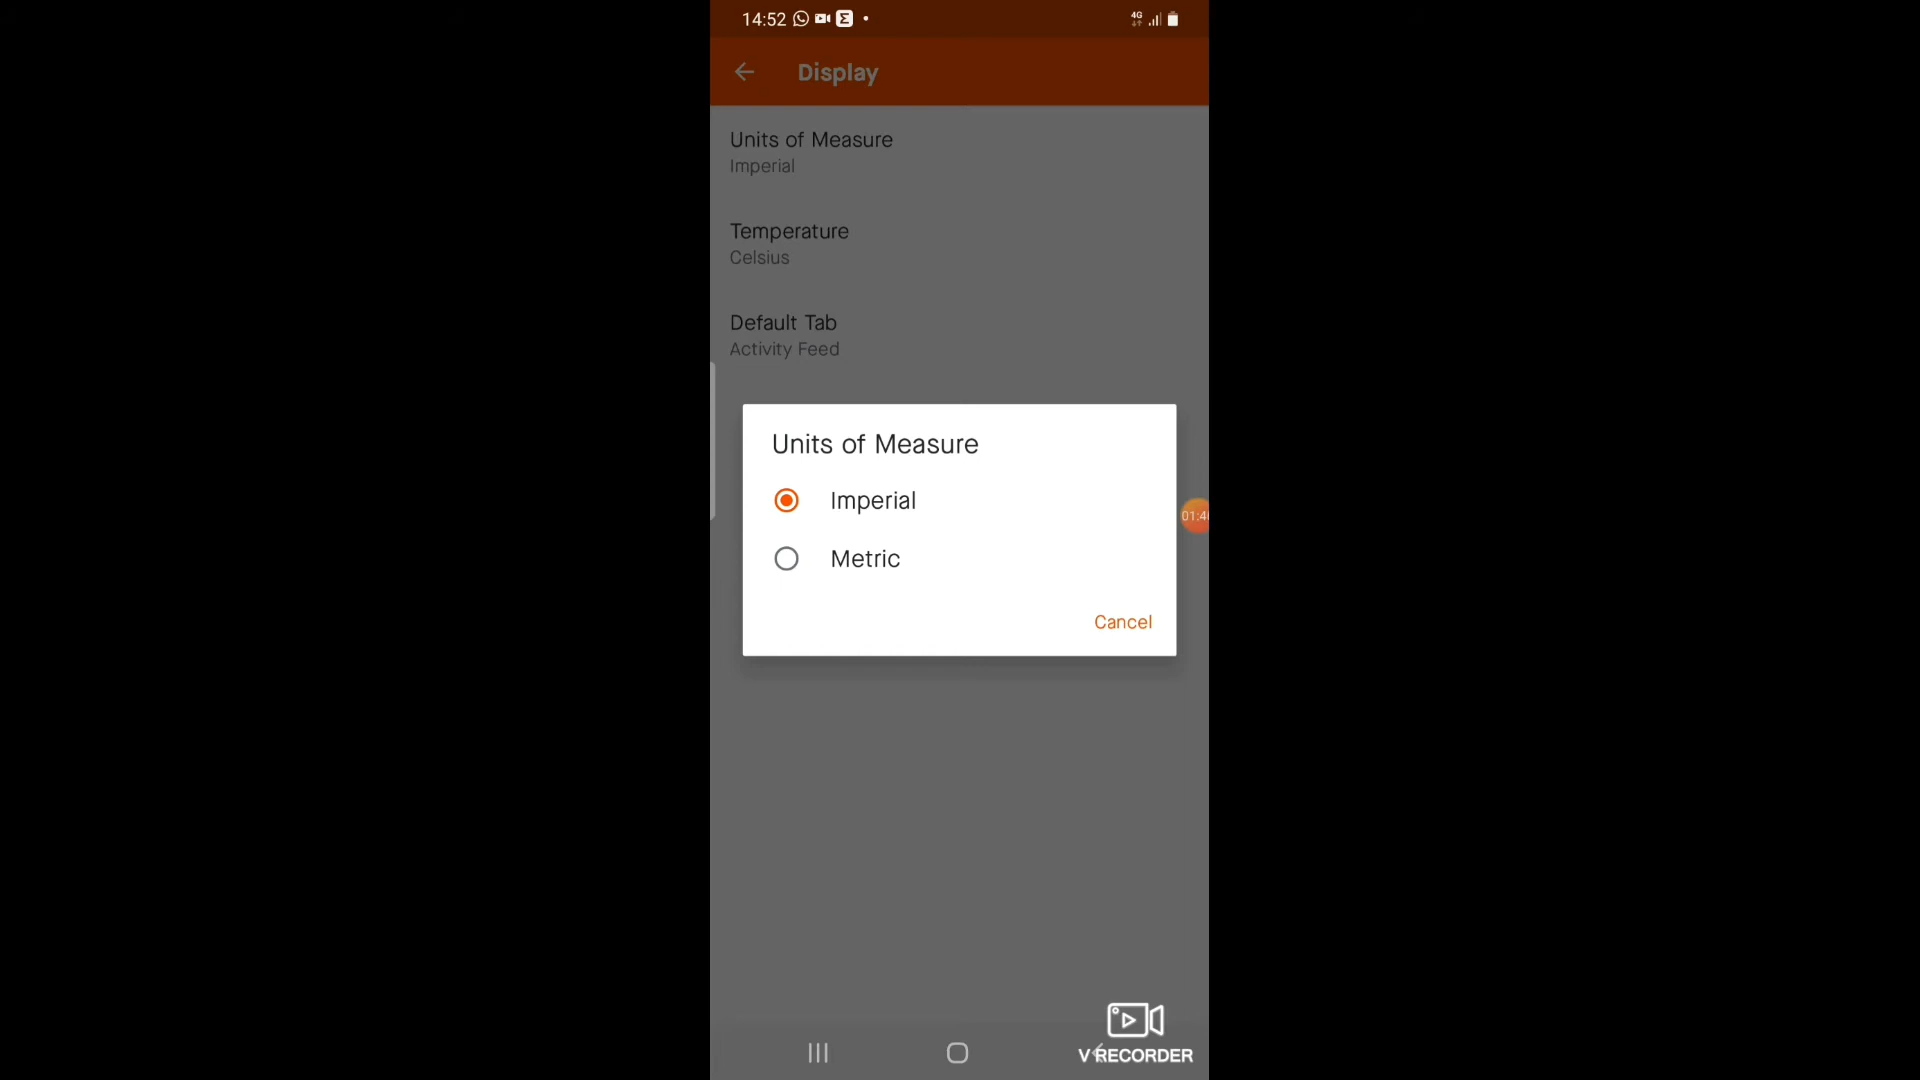 14:52
4G
Display
Units of Measure
Imperial
Temperature
Celsius
Default Tab
Activity Feed
Units of Measure
Imperial
Metric
Cancel
V RECORDER